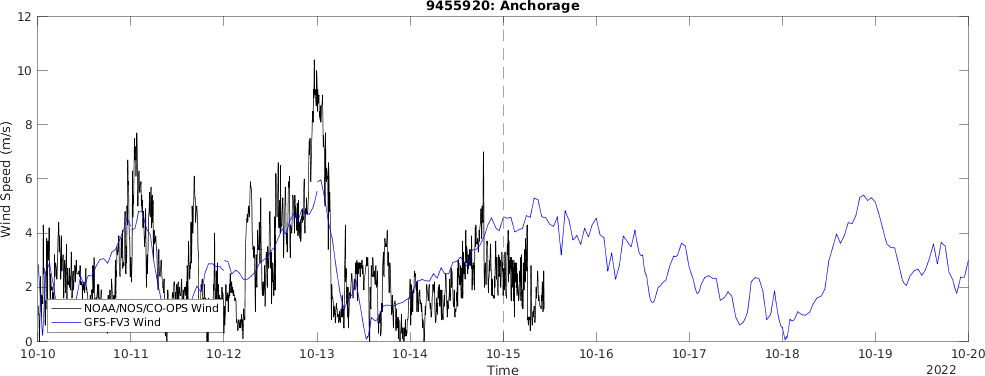 9455920: Anchorage
12
10
8
6
4
2
0
Wind Speed (m/s)
NOAA/NOS/CO-OPS Wind
GFS-FV3 Wind
10-10 10-11 10-12 10-13 10-14 10-15 10-16 10-17 10-18 10-19 10-20
Time
2022